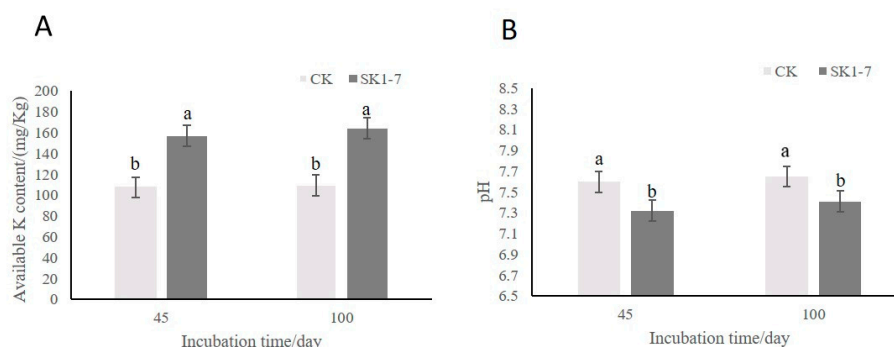 A
CK SK1-7
Available K content/(mg/Kg)
200
180
160
140
120
100
80
60
40
20
0
b
a
b
a
45
100
Incubation time/day
B
CK SK1-7
pH
8.5
8.3
8.1
7.9
7.7
7.5
7.3
7.1
6.9
6.7
6.5
a
b
a
b
45
100
Incubation time/day